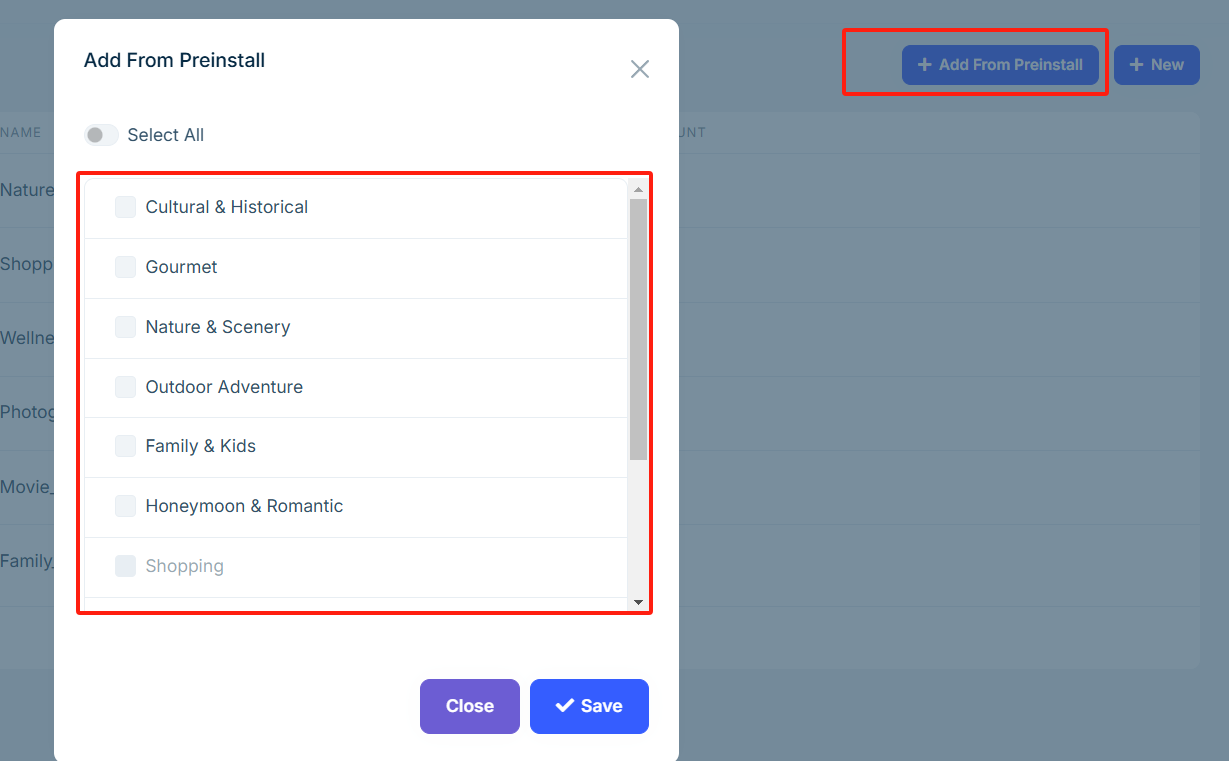 Add From Preinstall
Add From Preinstall
New
Select All
NAME
UNT
Cultural & Historical
Nature
Gourmet
Shopp
Nature & Scenery
Wellne
Outdoor Adventure
Photog
Family & Kids
Movie_
Honeymoon & Romantic
Family_
Shopping
Close
Save